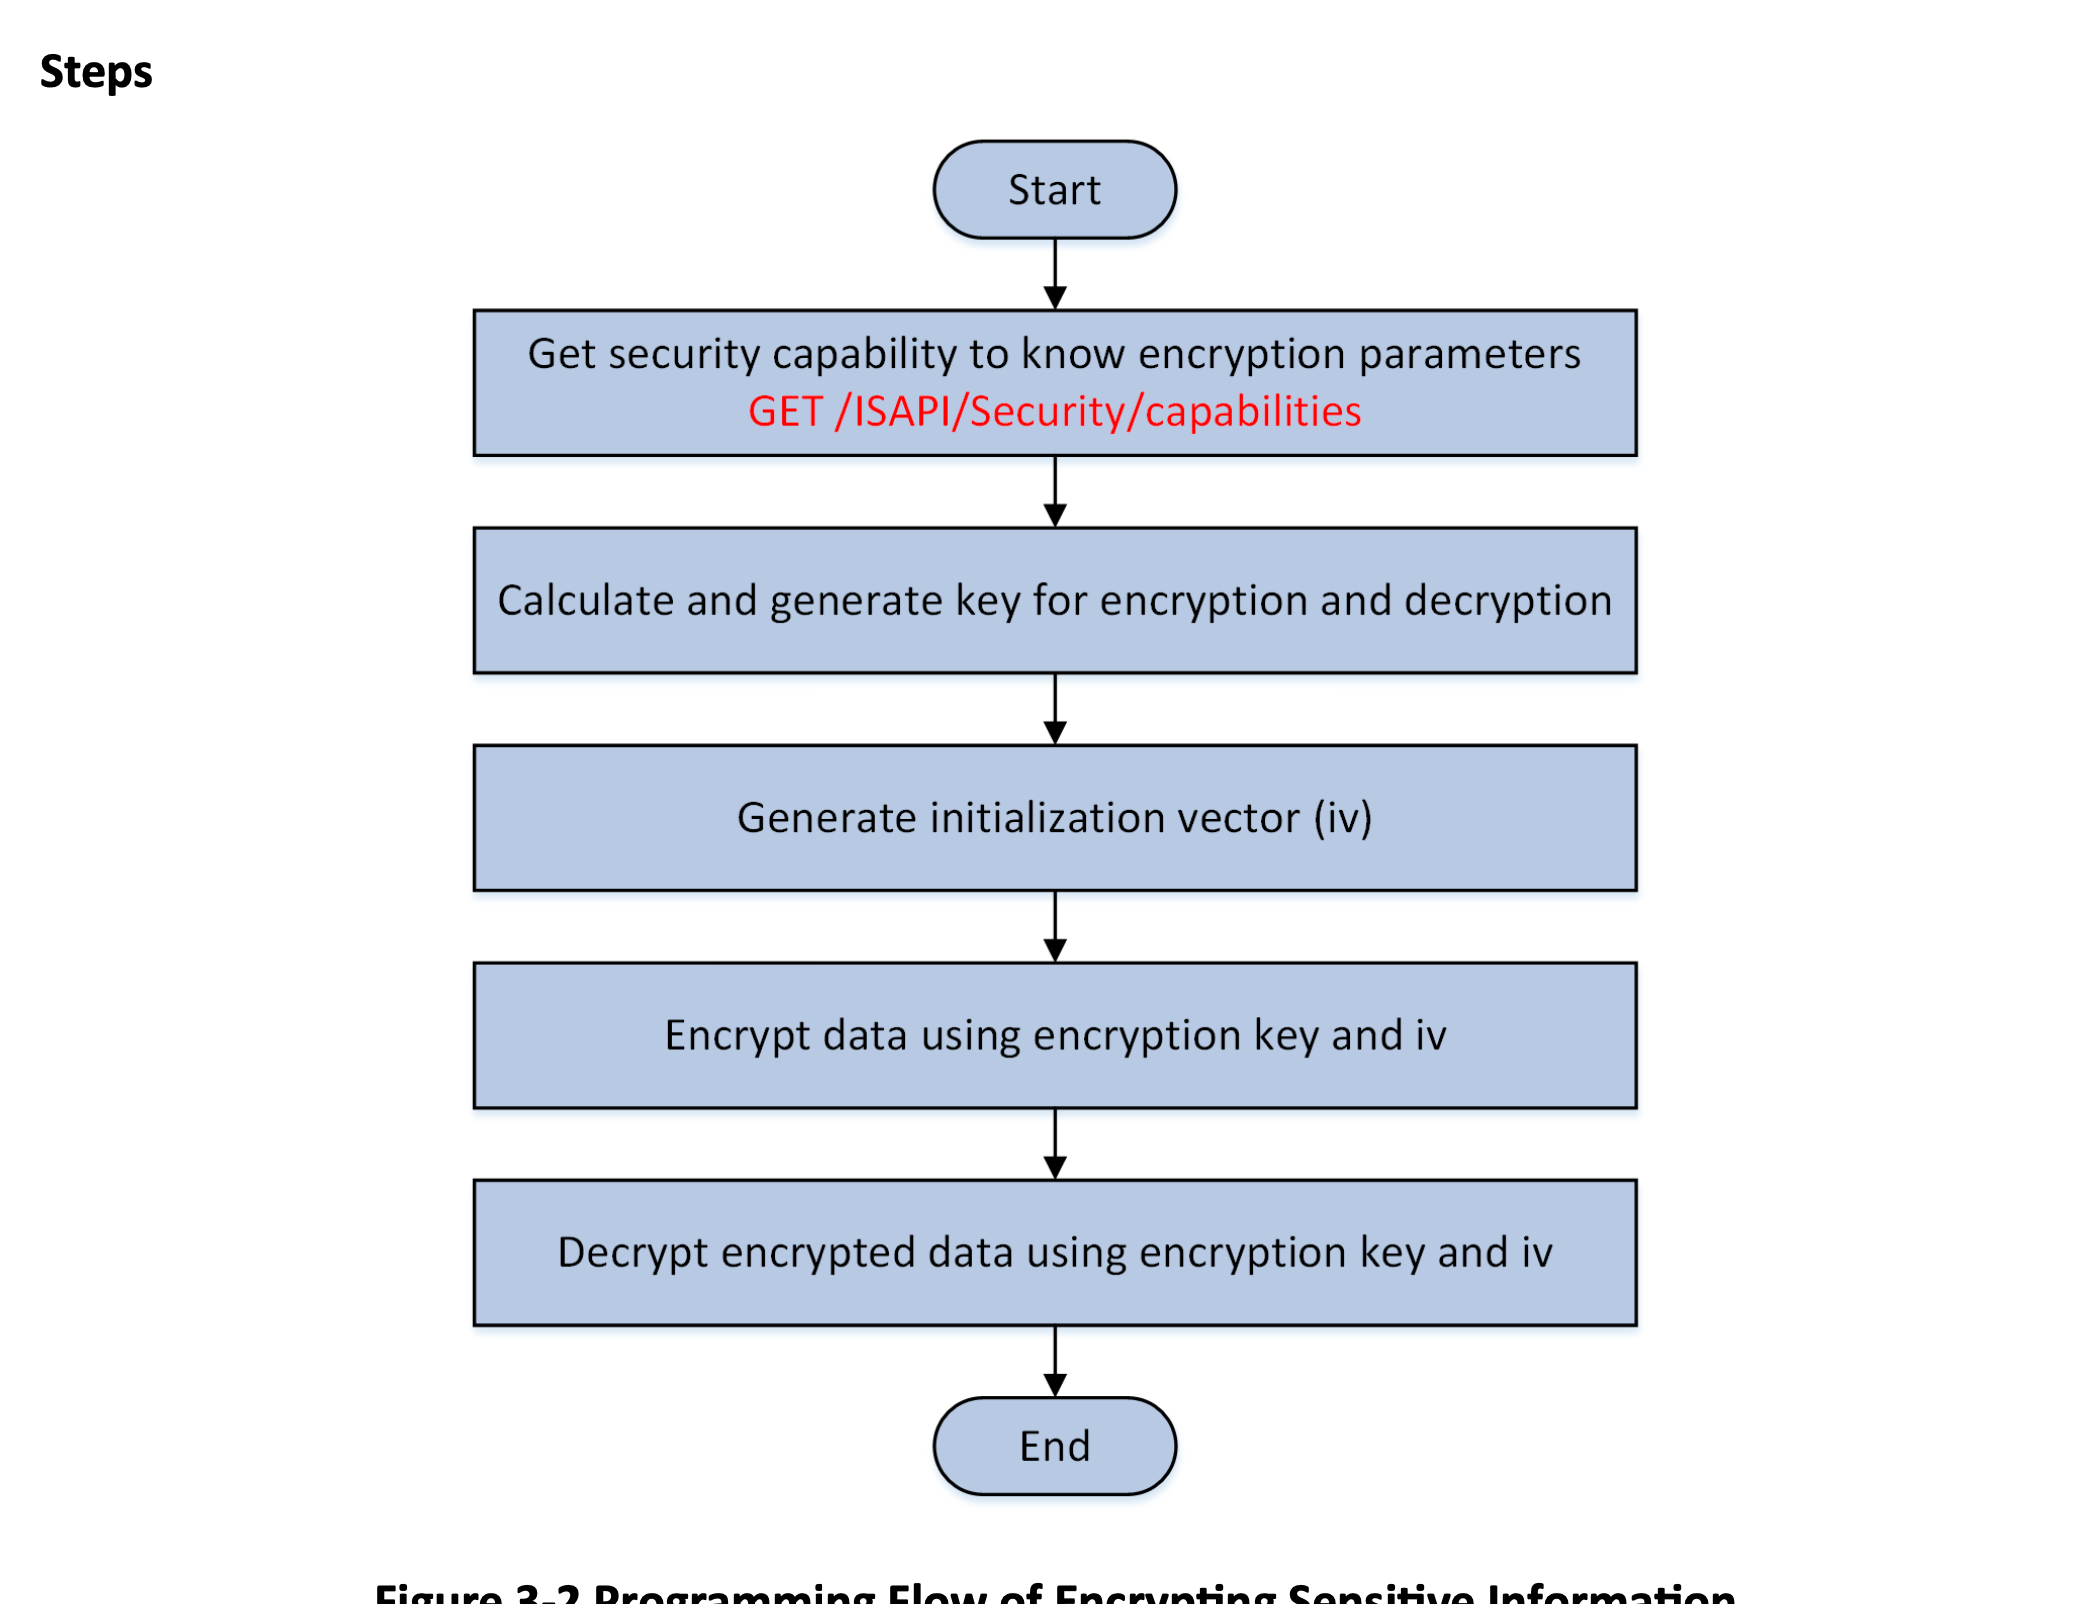 Steps
Start
Get security capability to know encryption parameters
GET /ISAPI/Security/capabilities
Calculate and generate key for encryption and decryption
Generate initialization vector (iv)
Encrypt data using encryption key and iv
Decrypt encrypted data using encryption key and iv
End
Figure 3-2 Programming Flow of Encrypting Sensitive Information